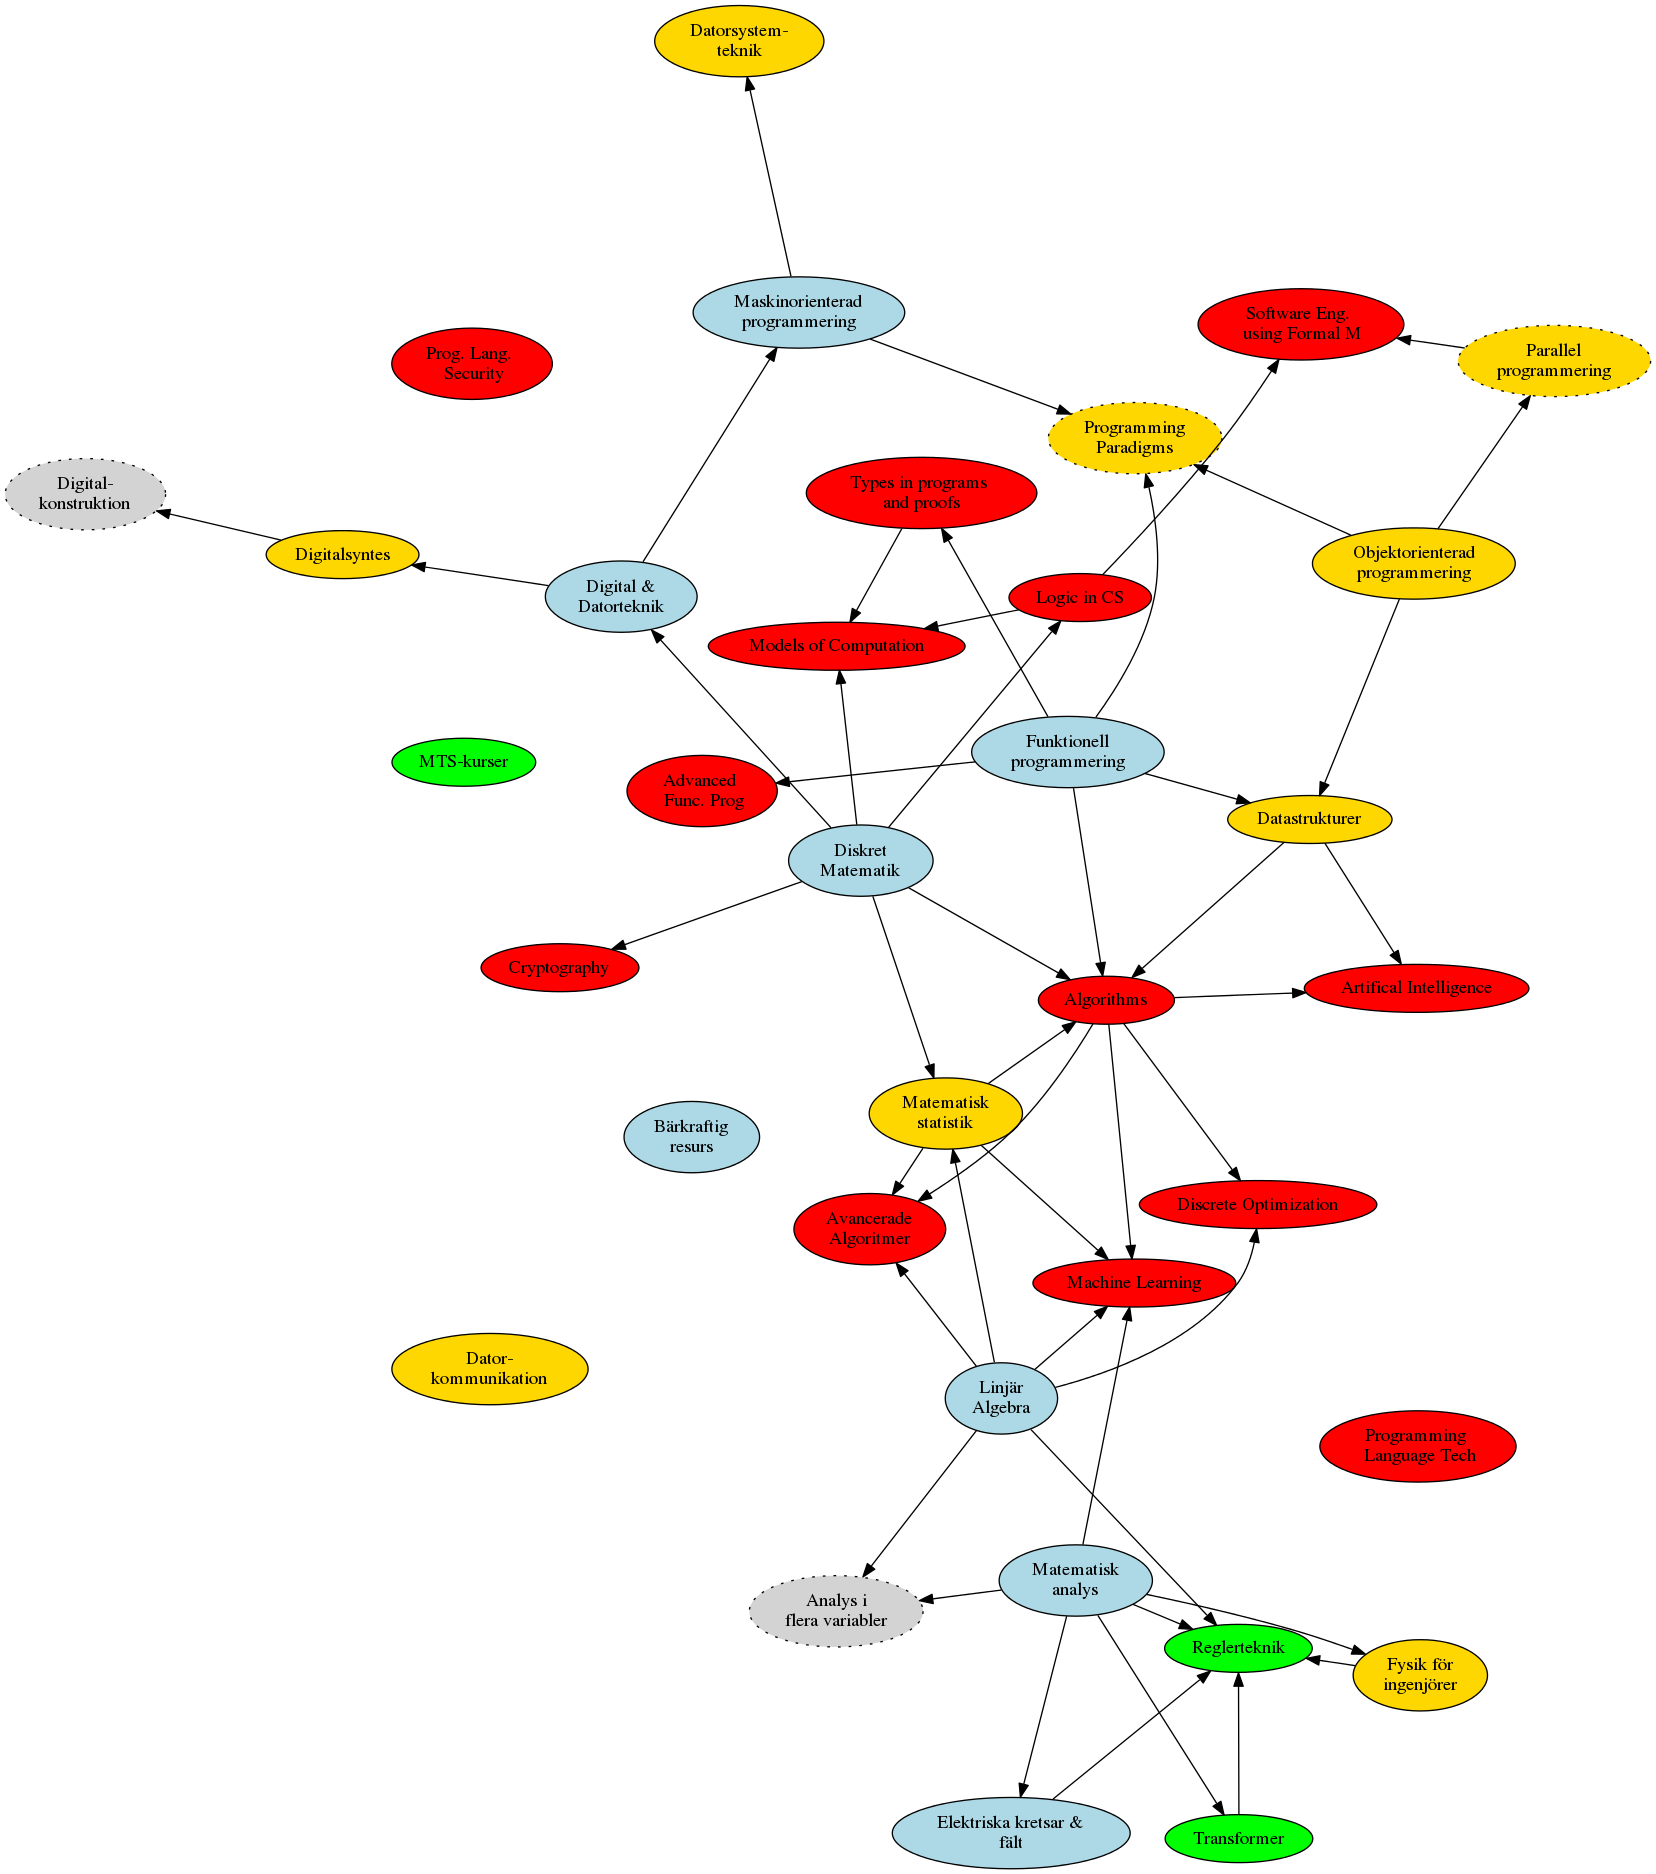 Datorsystem-
teknik
Maskinorienterad
programmering
Software Eng.
using Formal M
Prog. Lang.
Security
Parallel
programmering
Programming
Paradigms
Digital-
konstruktion
Types in programs
and proofs
Digitalsyntes
Objektorienterad
programmering
Digital &
Datorteknik
Logic in CS
Models of Computation
Funktionell
programmering
MTS-kurser
Advanced
Func. Prog
Datastrukturer
Diskret
Matematik
Cryptography
Artifical Intelligence
Algorithms
Matematisk
statistik
Bärkraftig
resurs
Discrete Optimization
Avancerade
Algoritmer
Machine Learning
Dator-
kommunikation
Linjär
Algebra
Programming
Language Tech
Matematisk
analys
Analys i
flera variabler
Reglerteknik
Fysik för
ingenjörer
Elektriska kretsar &
fält
Transformer